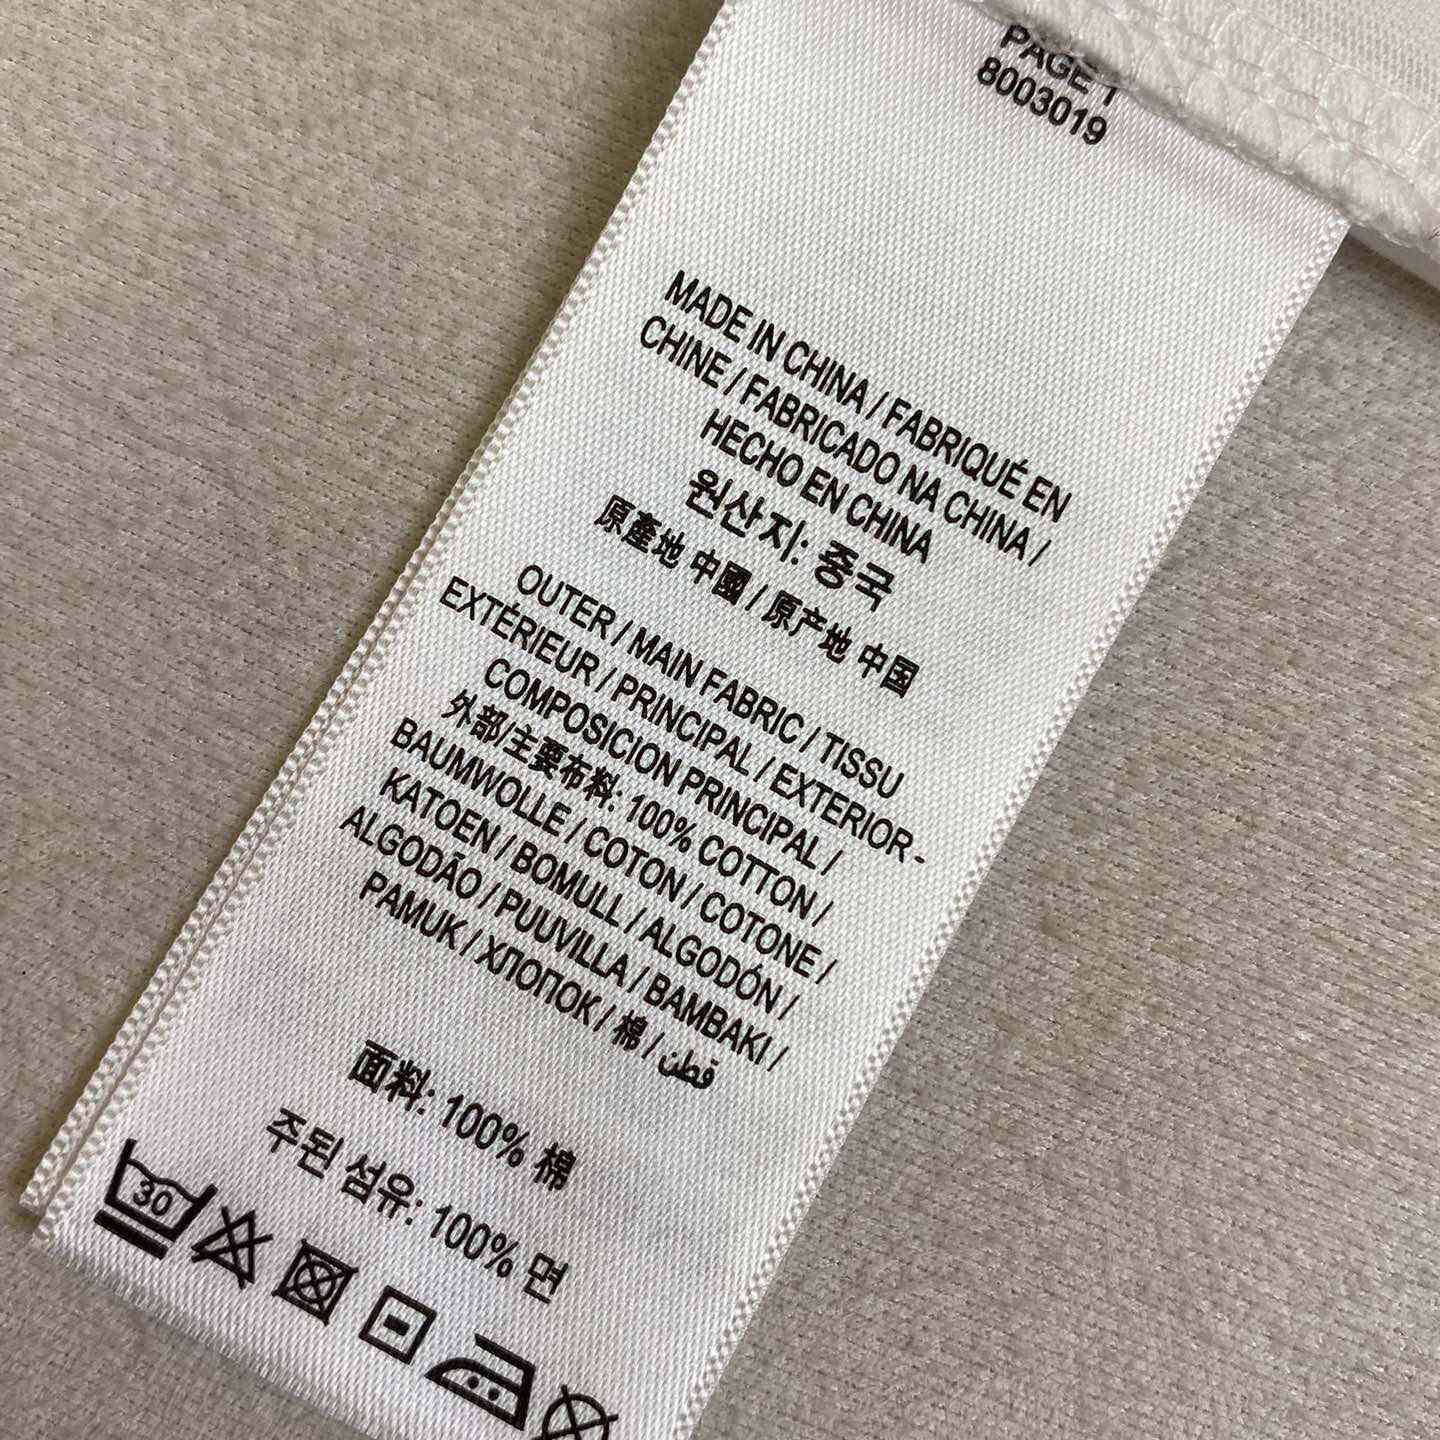 PAGE 1
8003019
MADE IN CHINA / FABRIQUÉ EN
CHINE / FABRICADO NA CHINA /
HECHO EN CHINA
원산지: 중국
原產地 中國 / 原产地 中国
OUTER / MAIN FABRIC / TISSU
EXTÉRIEUR / PRINCIPAL / EXTERIOR -
COMPOSICION PRINCIPAL /
外部/主要布料: 100% COTTON /
BAUMWOLLE / COTON / COTONE /
KATOEN / BOMULL / ALGODÓN /
ALGODÃO / PUUVILLA / BAMBAKI /
PAMUK / ХЛОПОК / 棉 / قطن
面料: 100% 棉
주된 섬유: 100% 면
30